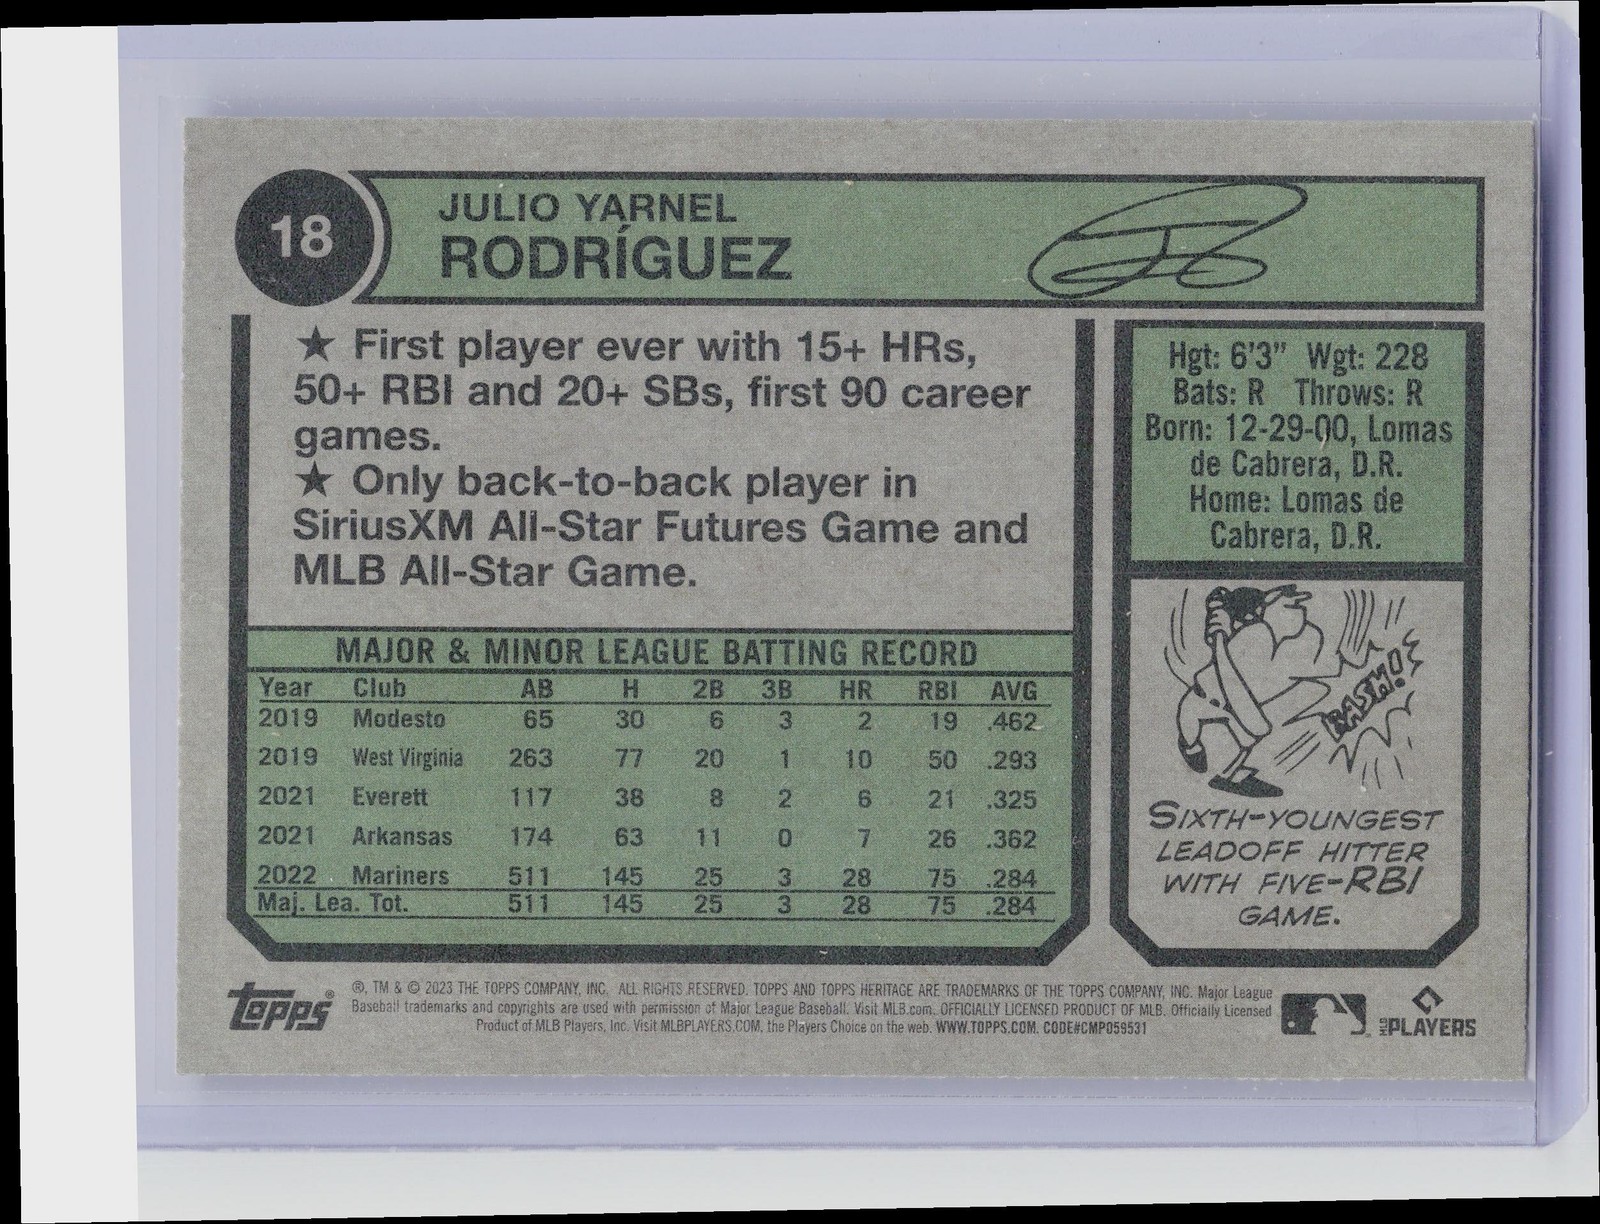 18
JULIO YARNEL
RODRÍGUEZ
★ First player ever with 15+ HRs,
50+ RBI and 20+ SBs, first 90 career
games.
★ Only back-to-back player in
SiriusXM All-Star Futures Game and
MLB All-Star Game.
Hgt: 6'3" Wgt: 228
Bats: R Throws: R
Born: 12-29-00, Lomas
de Cabrera, D.R.
Home: Lomas de
Cabrera, D.R.
MAJOR & MINOR LEAGUE BATTING RECORD
Year Club AB H 2B 3B HR RBI AVG
2019 Modesto 65 30 6 3 2 19 .462
2019 West Virginia 263 77 20 1 10 50 .293
2021 Everett 117 38 8 2 6 21 .325
2021 Arkansas 174 63 11 0 7 26 .362
2022 Mariners 511 145 25 3 28 75 .284
Maj. Lea. Tot. 511 145 25 3 28 75 .284
BASH!
SIXTH-YOUNGEST
LEADOFF HITTER
WITH FIVE-RBI
GAME.
topps®
®, TM & © 2023 THE TOPPS COMPANY, INC. ALL RIGHTS RESERVED. TOPPS AND TOPPS HERITAGE ARE TRADEMARKS OF THE TOPPS COMPANY, INC. Major League
Baseball trademarks and copyrights are used with permission of Major League Baseball. Visit MLB.com. OFFICIALLY LICENSED PRODUCT OF MLB. Officially Licensed
Product of MLB Players, Inc. Visit MLBPLAYERS.COM, the Players Choice on the web. WWW.TOPPS.COM. CODE#CMP059531
MLB PLAYERS